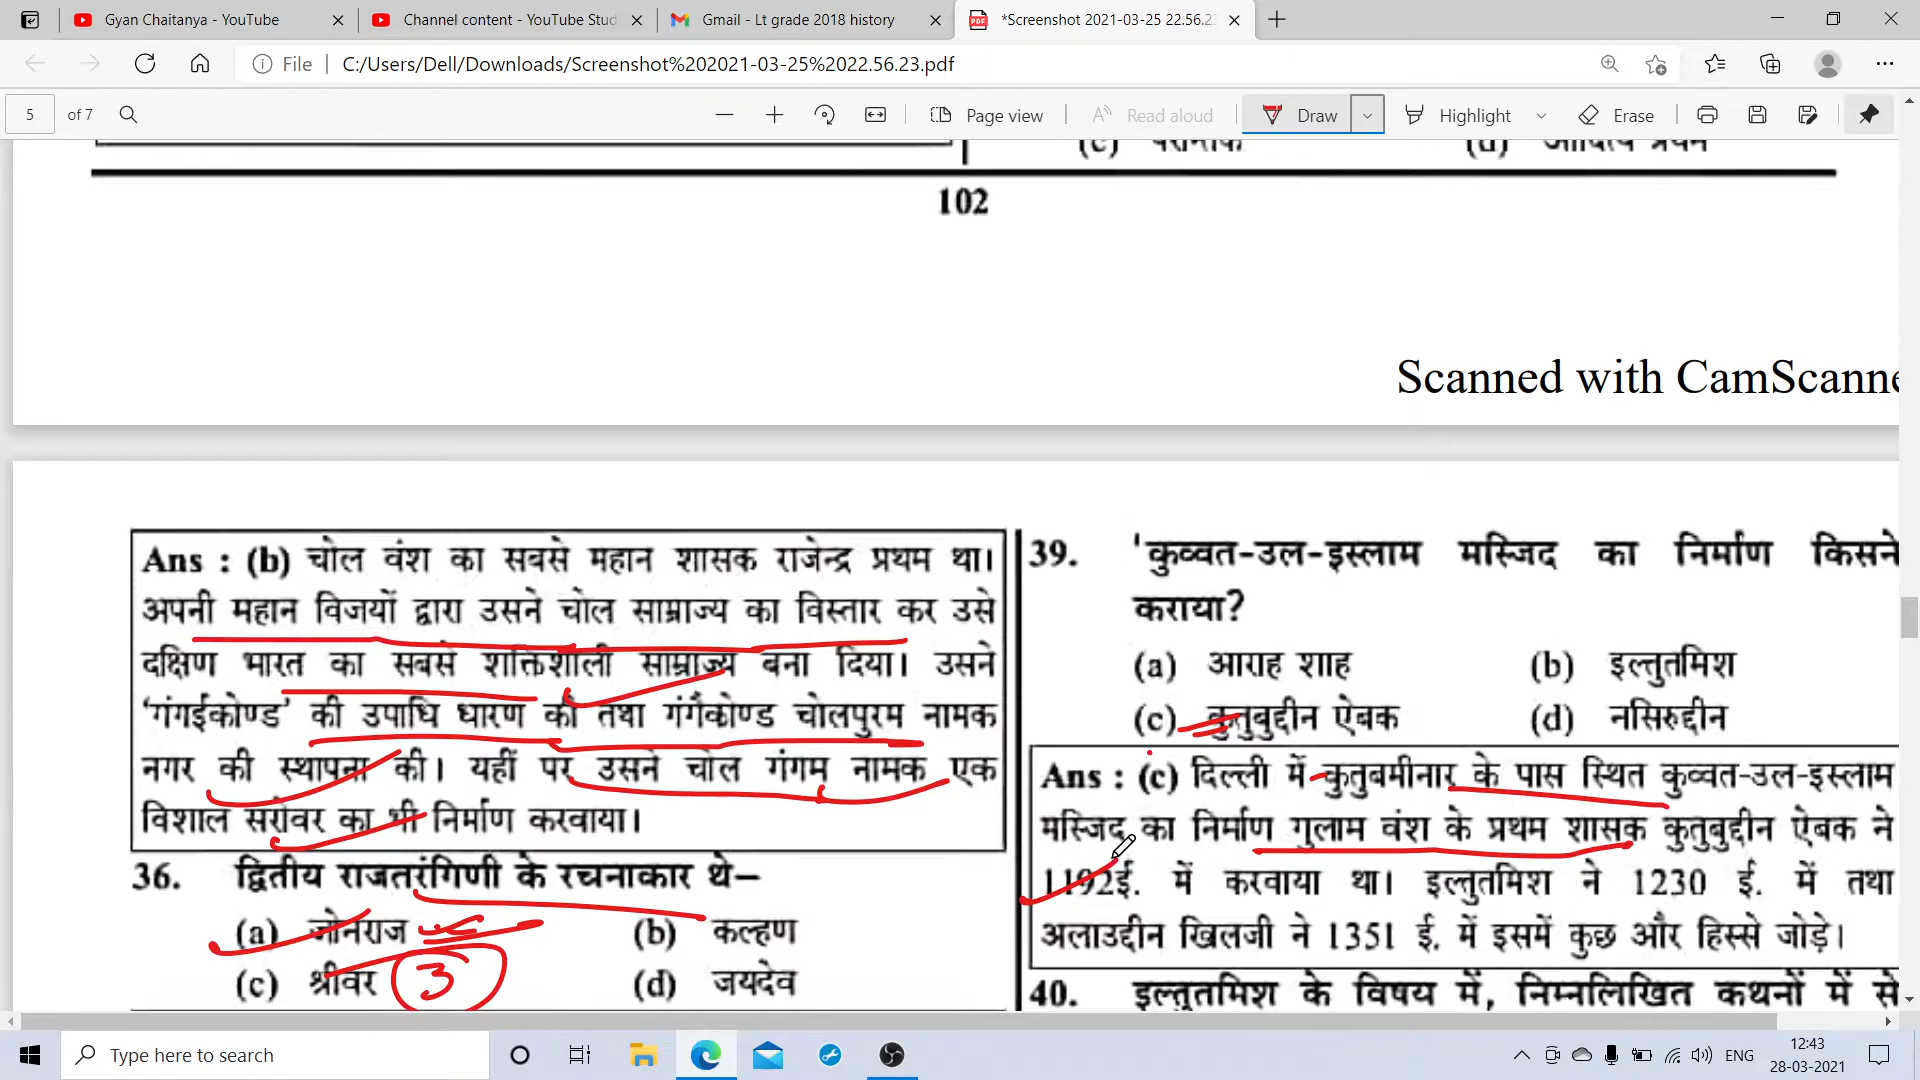 Gyan Chaitanya - YouTube
Channel content - YouTube Stud
Gmail - Lt grade 2018 history
*Screenshot 2021-03-25 22.56.23
File
C:/Users/Dell/Downloads/Screenshot%202021-03-25%2022.56.23.pdf
5 of 7
Page view
Read aloud
Draw
Highlight
Erase
(c) परान्तक (d) आदित्य प्रथम
102
Scanned with CamScanne
Ans : (b) चोल वंश का सबसे महान शासक राजेन्द्र प्रथम था।
अपनी महान विजयों द्वारा उसने चोल साम्राज्य का विस्तार कर उसे
दक्षिण भारत का सबसे शक्तिशाली साम्राज्य बना दिया। उसने
‘गंगईकोण्ड’ की उपाधि धारण की तथा गंगैकोण्ड चोलपुरम नामक
नगर की स्थापना की। यहीं पर उसने चोल गंगम नामक एक
विशाल सरोवर का भी निर्माण करवाया।
36. द्वितीय राजतरंगिणी के रचनाकार थे–
(a) जोनराज (b) कल्हण
(c) श्रीवर 3 (d) जयदेव
39. 'कुव्वत-उल-इस्लाम मस्जिद का निर्माण किसने
कराया?
(a) आराह शाह (b) इल्तुतमिश
(c) कुतुबुद्दीन ऐबक (d) नसिरुद्दीन
Ans : (c) दिल्ली में कुतुबमीनार के पास स्थित कुव्वत-उल-इस्लाम
मस्जिद का निर्माण गुलाम वंश के प्रथम शासक कुतुबुद्दीन ऐबक ने
1192ई. में करवाया था। इल्तुतमिश ने 1230 ई. में तथा
अलाउद्दीन खिलजी ने 1351 ई. में इसमें कुछ और हिस्से जोड़े।
40. इल्तुतमिश के विषय में, निम्नलिखित कथनों में से
Type here to search
ENG
12:43
28-03-2021